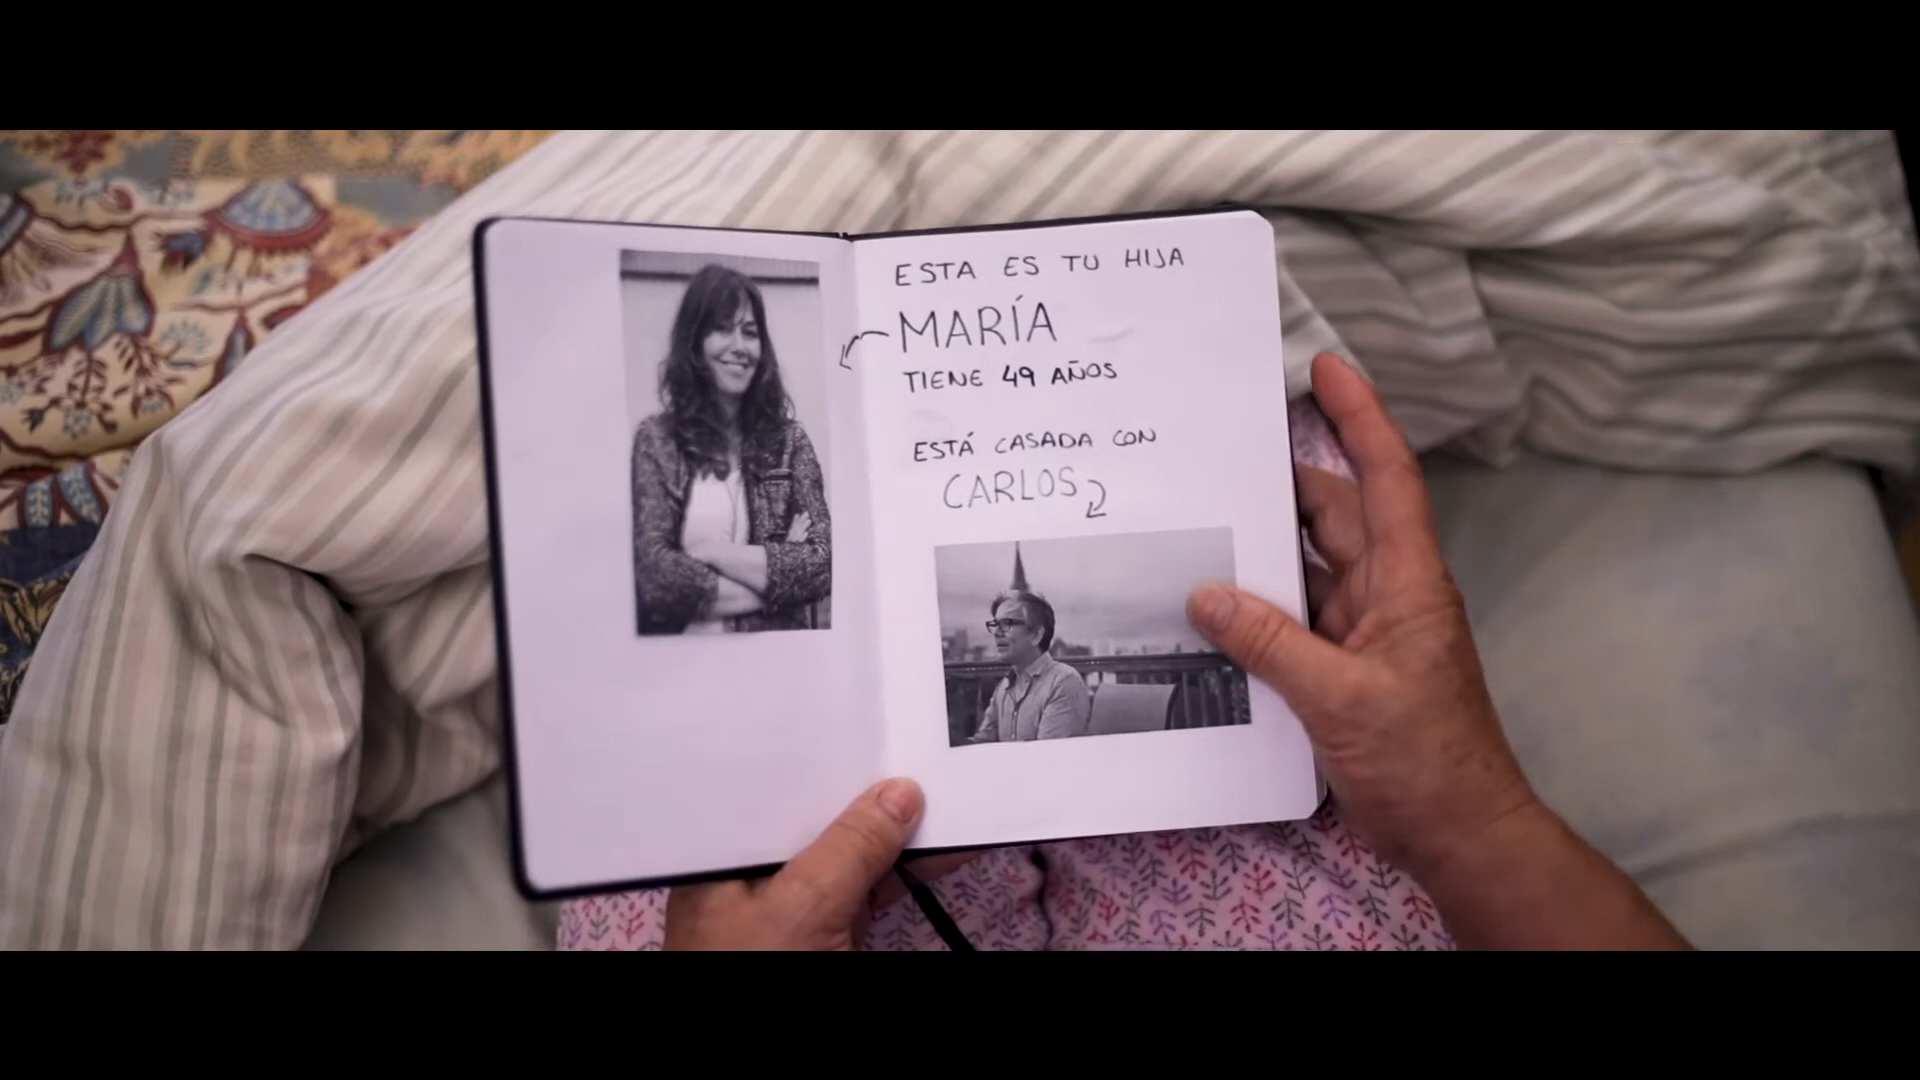 ESTA ES TU HIJA
MARÍA
TIENE 49 AÑOS
ESTÁ CASADA CON
CARLOS